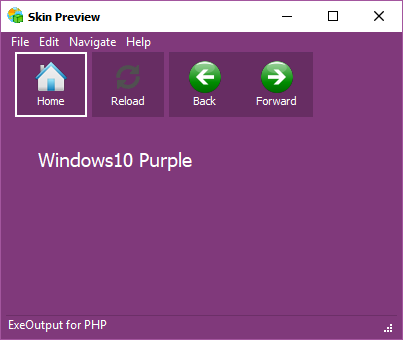 Skin Preview
File Edit Navigate Help
Home Reload Back Forward
Windows10 Purple
ExeOutput for PHP